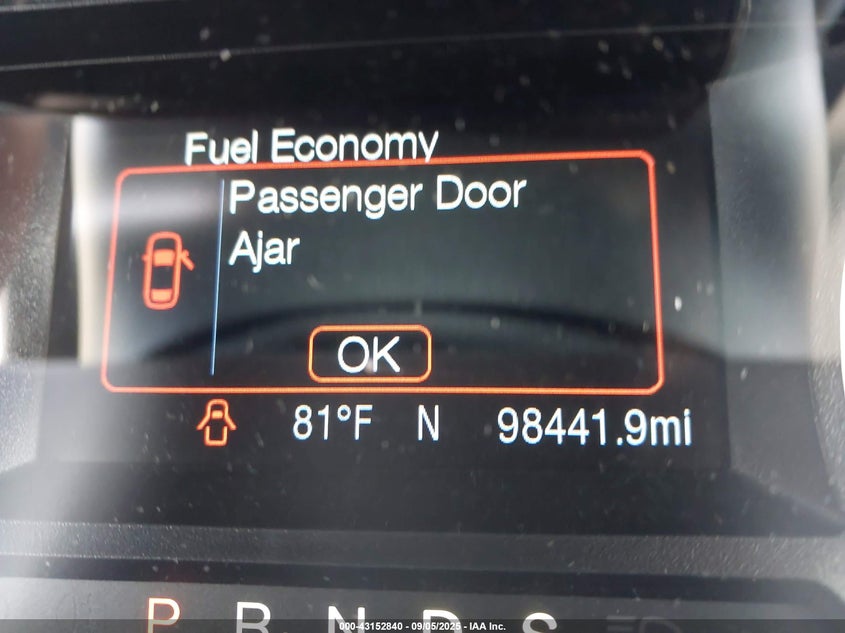 Fuel Economy
Passenger Door
Ajar
OK
81°F N 98441.9mi
P R N D S
000-43152840 - 09/05/2025 - IAA Inc.